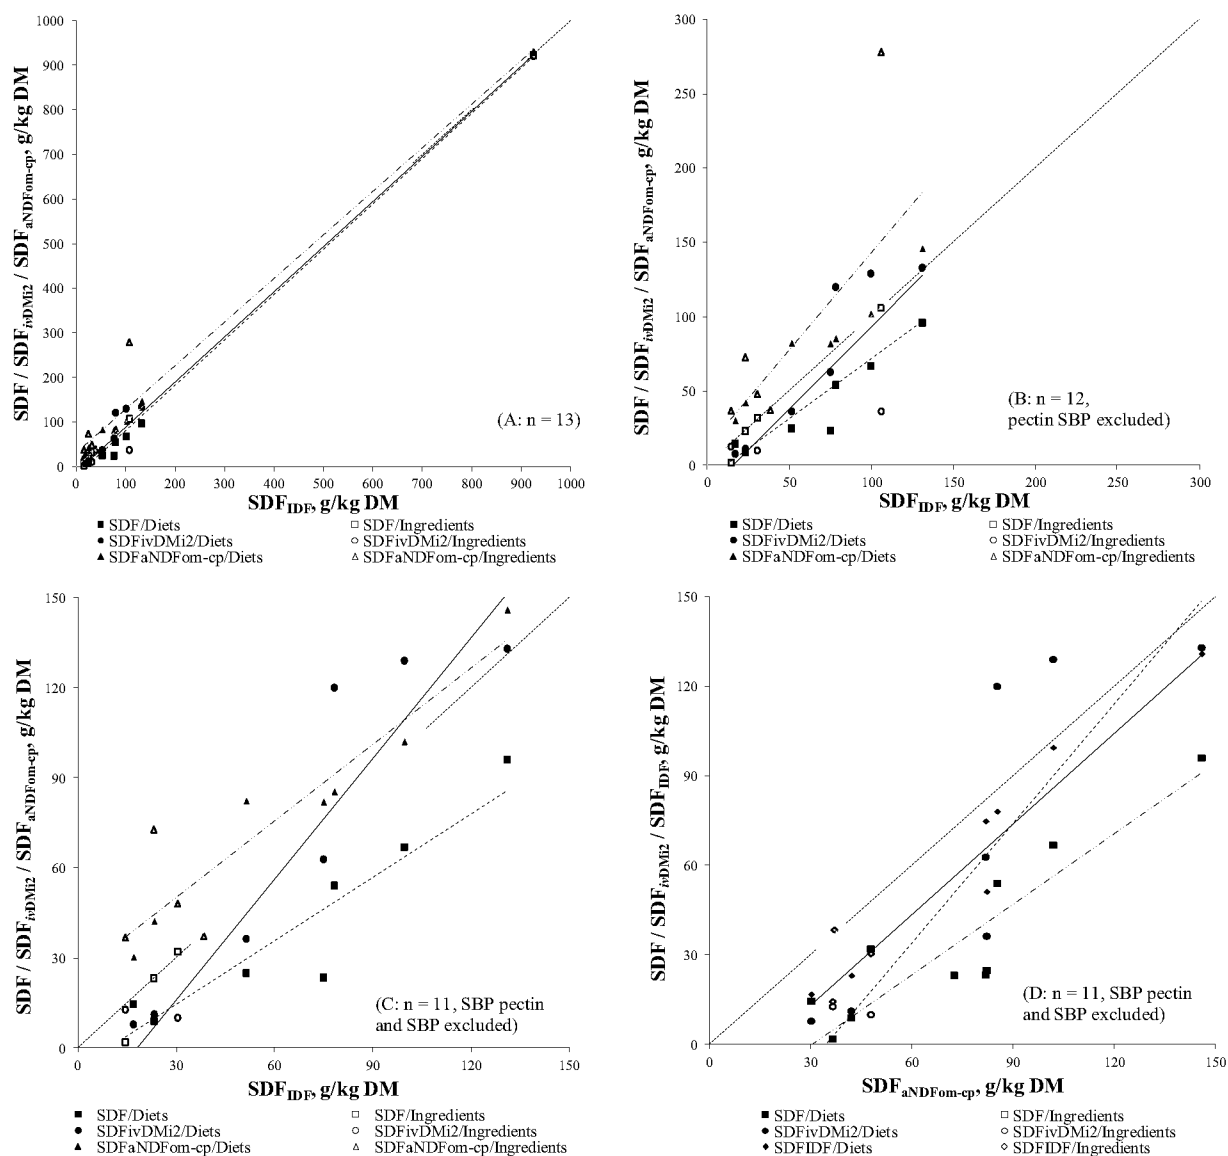 SDF / SDFivDMi2 / SDFaNDFom-cp, g/kg DM
1000
900
800
700
600
500
400
300
200
100
0
0 100 200 300 400 500 600 700 800 900 1000
(A: n = 13)
SDFIDF, g/kg DM
SDF/Diets SDF/Ingredients
SDFivDMi2/Diets SDFivDMi2/Ingredients
SDFaNDFom-cp/Diets SDFaNDFom-cp/Ingredients
SDF / SDFivDMi2 / SDFaNDFom-cp, g/kg DM
300
250
200
150
100
50
0
0 50 100 150 200 250 300
(B: n = 12,
pectin SBP excluded)
SDFIDF, g/kg DM
SDF/Diets SDF/Ingredients
SDFivDMi2/Diets SDFivDMi2/Ingredients
SDFaNDFom-cp/Diets SDFaNDFom-cp/Ingredients
SDF / SDFivDMi2 / SDFaNDFom-cp, g/kg DM
150
120
90
60
30
0
0 30 60 90 120 150
(C: n = 11, SBP pectin
and SBP excluded)
SDFIDF, g/kg DM
SDF/Diets SDF/Ingredients
SDFivDMi2/Diets SDFivDMi2/Ingredients
SDFaNDFom-cp/Diets SDFaNDFom-cp/Ingredients
SDF / SDFivDMi2 / SDFIDF, g/kg DM
150
120
90
60
30
0
0 30 60 90 120 150
(D: n = 11, SBP pectin
and SBP excluded)
SDFaNDFom-cp, g/kg DM
SDF/Diets SDF/Ingredients
SDFivDMi2/Diets SDFivDMi2/Ingredients
SDFIDF/Diets SDFIDF/Ingredients